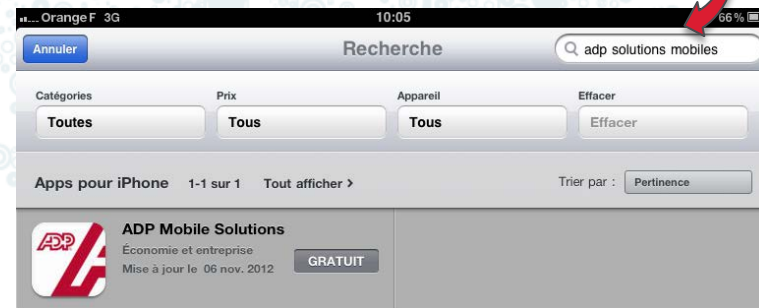 ....Orange F 3G 10:05 66 %
Annuler Recherche adp solutions mobiles
Catégories Prix Appareil Effacer
Toutes Tous Tous Effacer
Apps pour iPhone 1-1 sur 1 Tout afficher > Trier par : Pertinence
ADP
ADP Mobile Solutions
Économie et entreprise
Mise à jour le 06 nov. 2012 GRATUIT